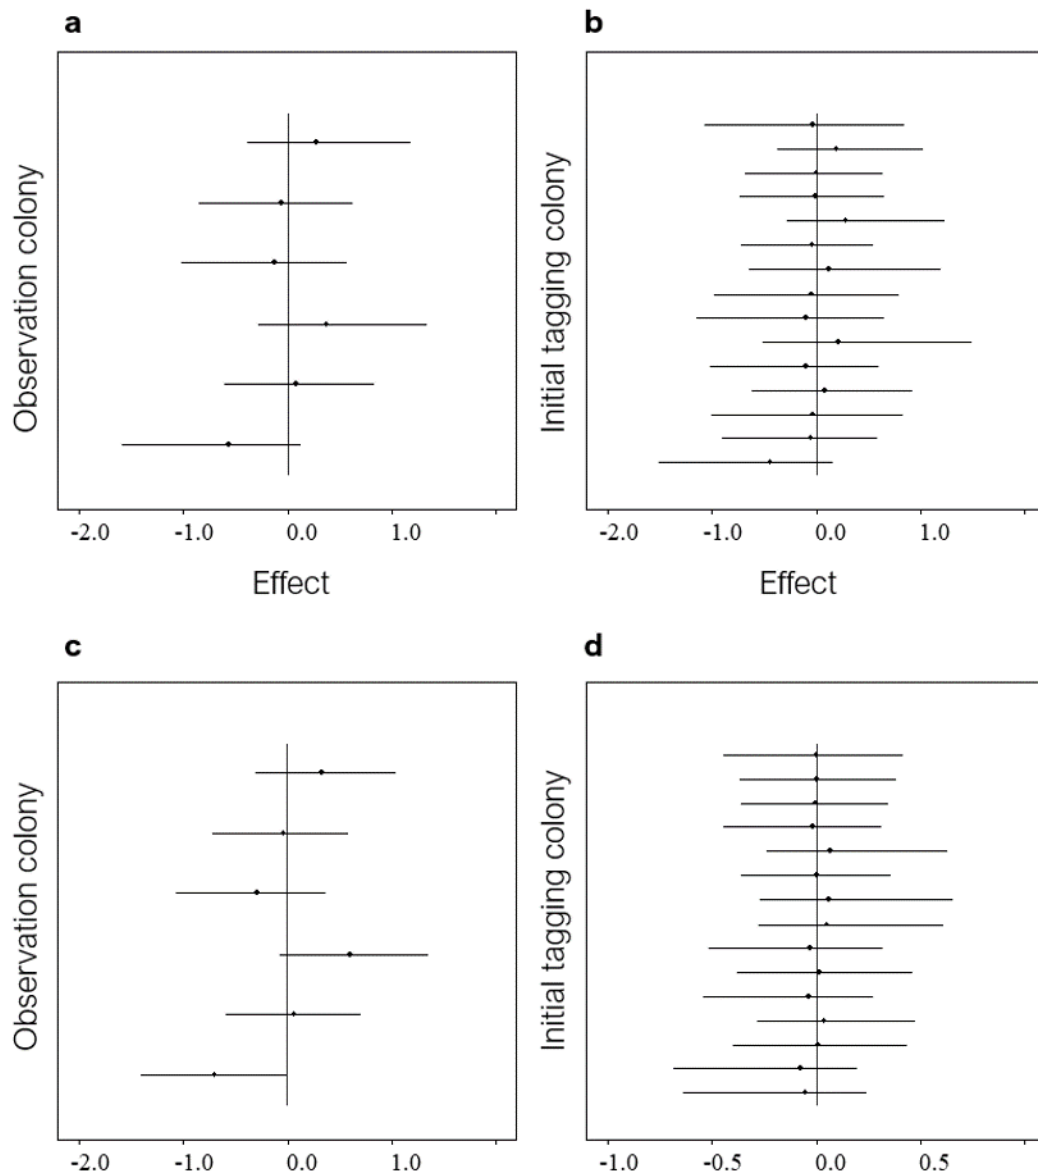 a
b
Observation colony
Initial tagging colony
-2.0 -1.0 0.0 1.0
-2.0 -1.0 0.0 1.0
Effect
Effect
c
d
Observation colony
Initial tagging colony
-2.0 -1.0 0.0 1.0
-1.0 -0.5 0.0 0.5